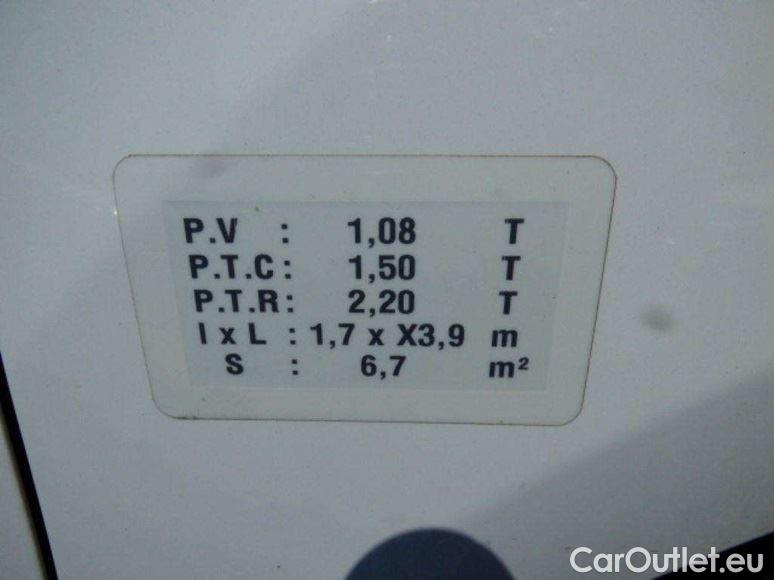 P.V : 1,08 T
P.T.C : 1,50 T
P.T.R : 2,20 T
l x L : 1,7 x X3,9 m
S : 6,7 m²
CarOutlet.eu